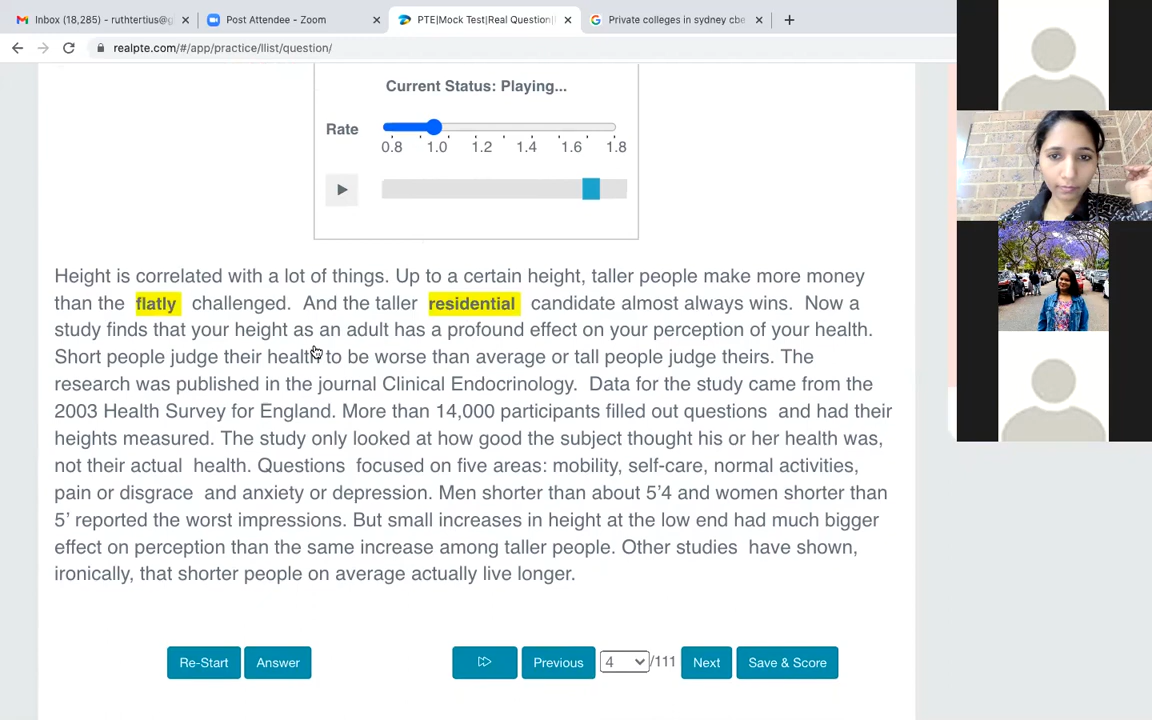 Inbox (18,285) - ruthtertius@g
Post Attendee - Zoom
PTE|Mock Test|Real Question|
Private colleges in sydney cbe
realpte.com/#/app/practice/llist/question/
Current Status: Playing...
Rate
0.8 1.0 1.2 1.4 1.6 1.8
Height is correlated with a lot of things. Up to a certain height, taller people make more money
than the flatly challenged. And the taller residential candidate almost always wins. Now a
study finds that your height as an adult has a profound effect on your perception of your health.
Short people judge their health to be worse than average or tall people judge theirs. The
research was published in the journal Clinical Endocrinology. Data for the study came from the
2003 Health Survey for England. More than 14,000 participants filled out questions and had their
heights measured. The study only looked at how good the subject thought his or her health was,
not their actual health. Questions focused on five areas: mobility, self-care, normal activities,
pain or disgrace and anxiety or depression. Men shorter than about 5'4 and women shorter than
5' reported the worst impressions. But small increases in height at the low end had much bigger
effect on perception than the same increase among taller people. Other studies have shown,
ironically, that shorter people on average actually live longer.
Re-Start Answer Previous 4 /111 Next Save & Score